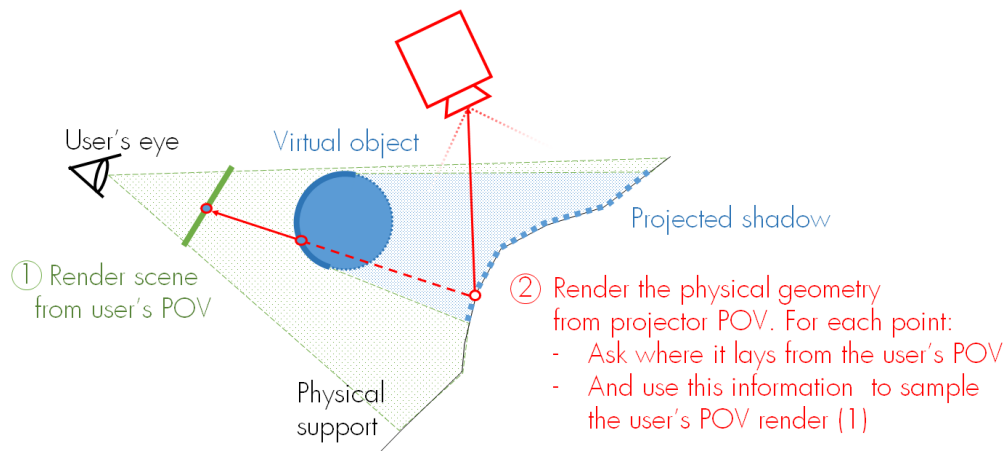 User's eye
Virtual object
Projected shadow
① Render scene
from user's POV
② Render the physical geometry
from projector POV. For each point:
- Ask where it lays from the user's POV
- And use this information to sample
the user's POV render (1)
Physical
support